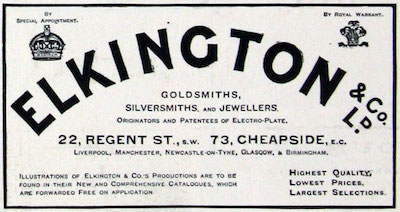 BY
SPECIAL APPOINTMENT.
BY ROYAL WARRANT.
ELKINGTON & Co. LD.
GOLDSMITHS,
SILVERSMITHS, AND JEWELLERS.
ORIGINATORS AND PATENTEES OF ELECTRO-PLATE.
22, REGENT ST., S.W. 73, CHEAPSIDE, E.C.
LIVERPOOL, MANCHESTER, NEWCASTLE-ON-TYNE, GLASGOW, & BIRMINGHAM.
ILLUSTRATIONS OF ELKINGTON & CO.'S PRODUCTIONS ARE TO BE
FOUND IN THEIR NEW AND COMPREHENSIVE CATALOGUES, WHICH
ARE FORWARDED FREE ON APPLICATION
HIGHEST QUALITY,
LOWEST PRICES,
LARGEST SELECTIONS.